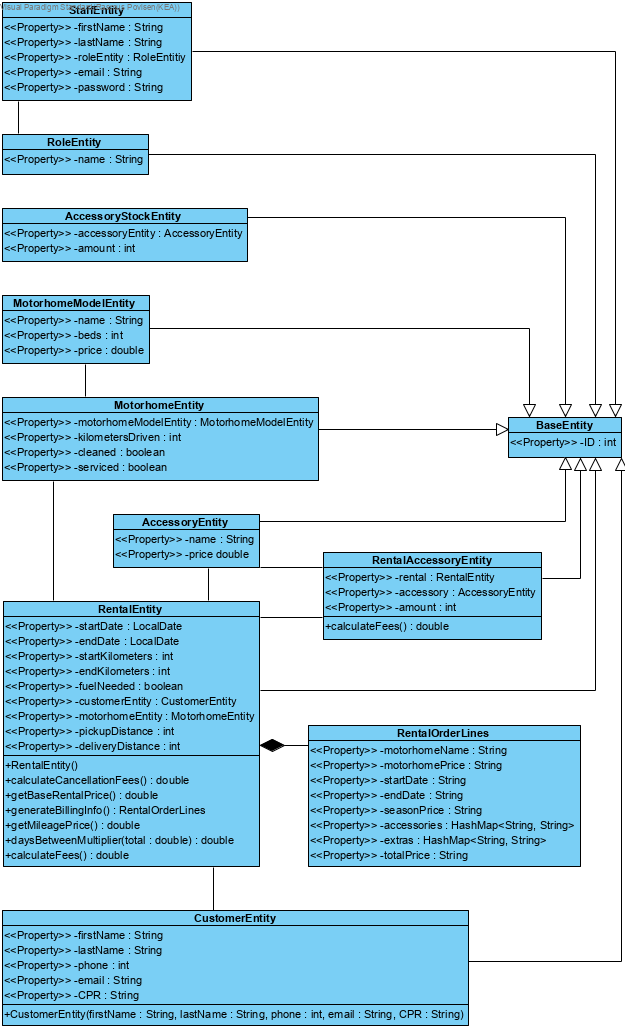 Visual Paradigm Standard(Rasmus Povlsen(KEA))
StaffEntity
<<Property>> -firstName : String
<<Property>> -lastName : String
<<Property>> -roleEntity : RoleEntitiy
<<Property>> -email : String
<<Property>> -password : String
RoleEntity
<<Property>> -name : String
AccessoryStockEntity
<<Property>> -accessoryEntity : AccessoryEntity
<<Property>> -amount : int
MotorhomeModelEntity
<<Property>> -name : String
<<Property>> -beds : int
<<Property>> -price : double
MotorhomeEntity
<<Property>> -motorhomeModelEntity : MotorhomeModelEntity
<<Property>> -kilometersDriven : int
<<Property>> -cleaned : boolean
<<Property>> -serviced : boolean
BaseEntity
<<Property>> -ID : int
AccessoryEntity
<<Property>> -name : String
<<Property>> -price double
RentalAccessoryEntity
<<Property>> -rental : RentalEntity
<<Property>> -accessory : AccessoryEntity
<<Property>> -amount : int
+calculateFees() : double
RentalEntity
<<Property>> -startDate : LocalDate
<<Property>> -endDate : LocalDate
<<Property>> -startKilometers : int
<<Property>> -endKilometers : int
<<Property>> -fuelNeeded : boolean
<<Property>> -customerEntity : CustomerEntity
<<Property>> -motorhomeEntity : MotorhomeEntity
<<Property>> -pickupDistance : int
<<Property>> -deliveryDistance : int
+RentalEntity()
+calculateCancellationFees() : double
+getBaseRentalPrice() : double
+generateBillingInfo() : RentalOrderLines
+getMileagePrice() : double
+daysBetweenMultiplier(total : double) : double
+calculateFees() : double
RentalOrderLines
<<Property>> -motorhomeName : String
<<Property>> -motorhomePrice : String
<<Property>> -startDate : String
<<Property>> -endDate : String
<<Property>> -seasonPrice : String
<<Property>> -accessories : HashMap<String, String>
<<Property>> -extras : HashMap<String, String>
<<Property>> -totalPrice : String
CustomerEntity
<<Property>> -firstName : String
<<Property>> -lastName : String
<<Property>> -phone : int
<<Property>> -email : String
<<Property>> -CPR : String
+CustomerEntity(firstName : String, lastName : String, phone : int, email : String, CPR : String)